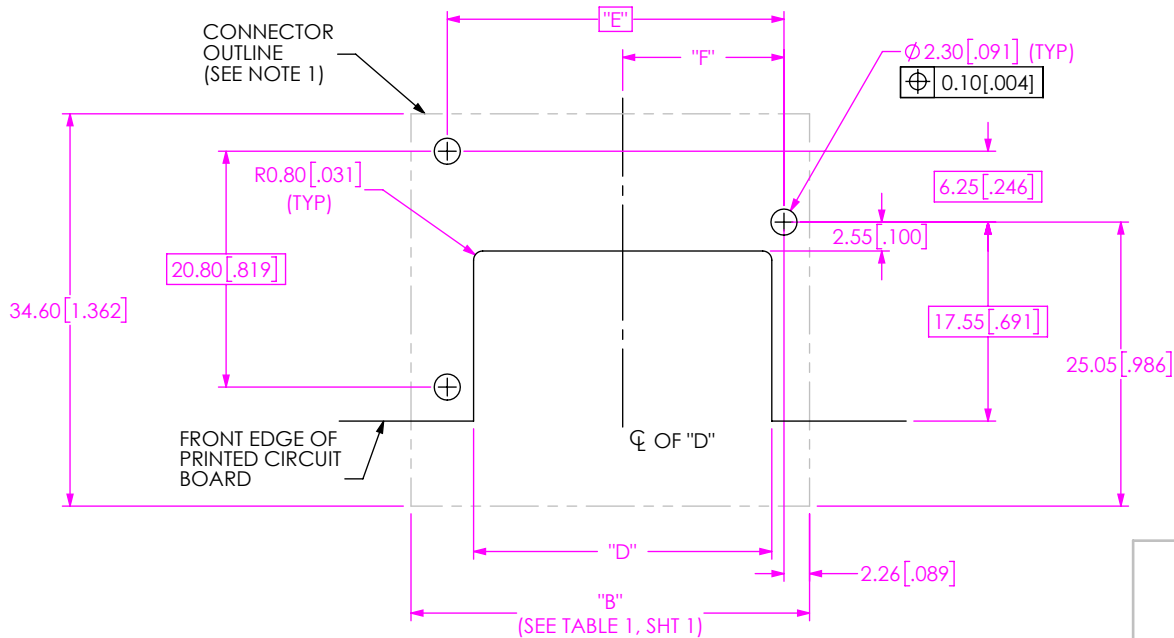 "E"
CONNECTOR
OUTLINE
(SEE NOTE 1)
"F"
Ø2.30[.091] (TYP)
⌖ 0.10[.004]
R0.80[.031]
(TYP)
6.25[.246]
2.55[.100]
20.80[.819]
34.60[1.362]
17.55[.691]
25.05[.986]
FRONT EDGE OF
PRINTED CIRCUIT
BOARD
℄ OF "D"
"D"
2.26[.089]
"B"
(SEE TABLE 1, SHT 1)